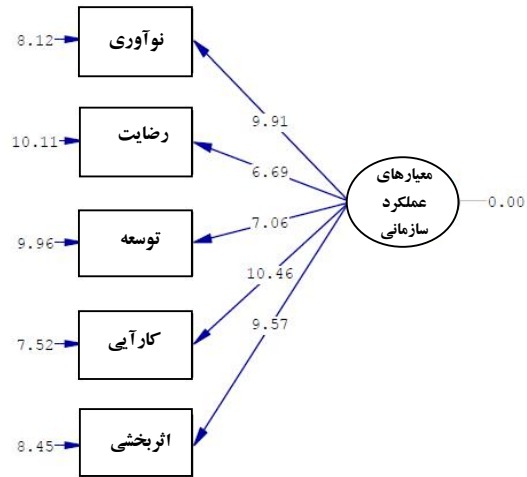 نوآوری
8.12
9.91
رضایت
10.11
6.69
معیارهای
عملکرد
سازمانی
0.00
توسعه
9.96
7.06
کارآیی
7.52
10.46
اثربخشی
8.45
9.57